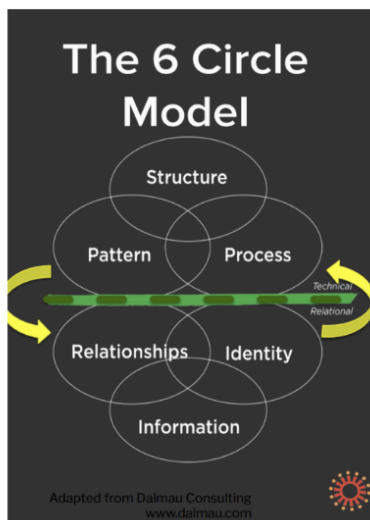 The 6 Circle
Model
Structure
Pattern
Process
Technical
Relational
Relationships
Identity
Information
Adapted from Dalmau Consulting
www.dalmau.com